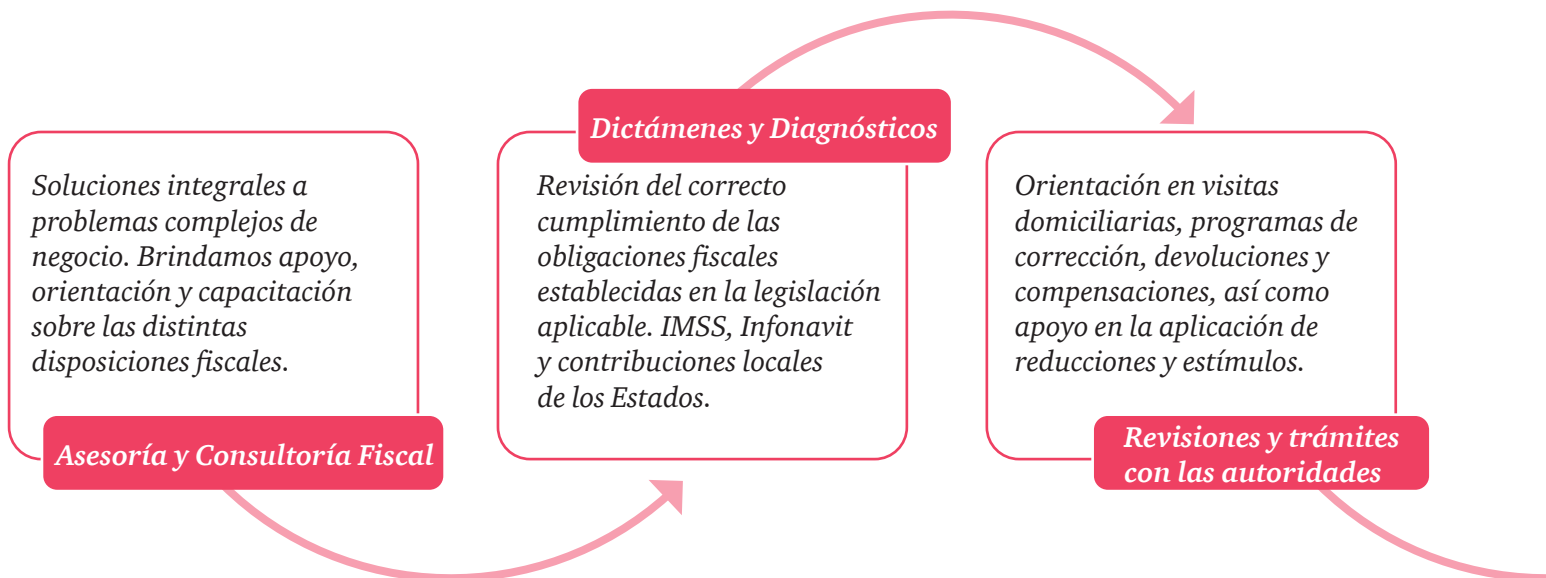 Soluciones integrales a
problemas complejos de
negocio. Brindamos apoyo,
orientación y capacitación
sobre las distintas
disposiciones fiscales.
Asesoría y Consultoría Fiscal
Dictámenes y Diagnósticos
Revisión del correcto
cumplimiento de las
obligaciones fiscales
establecidas en la legislación
aplicable. IMSS, Infonavit
y contribuciones locales
de los Estados.
Orientación en visitas
domiciliarias, programas de
corrección, devoluciones y
compensaciones, así como
apoyo en la aplicación de
reducciones y estímulos.
Revisiones y trámites
con las autoridades